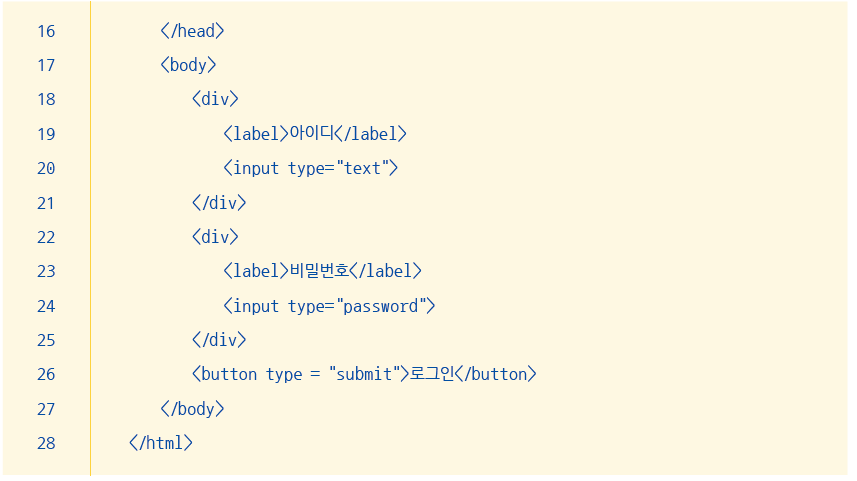 16 </head>
17 <body>
18 <div>
19 <label>아이디</label>
20 <input type="text">
21 </div>
22 <div>
23 <label>비밀번호</label>
24 <input type="password">
25 </div>
26 <button type = "submit">로그인</button>
27 </body>
28 </html>